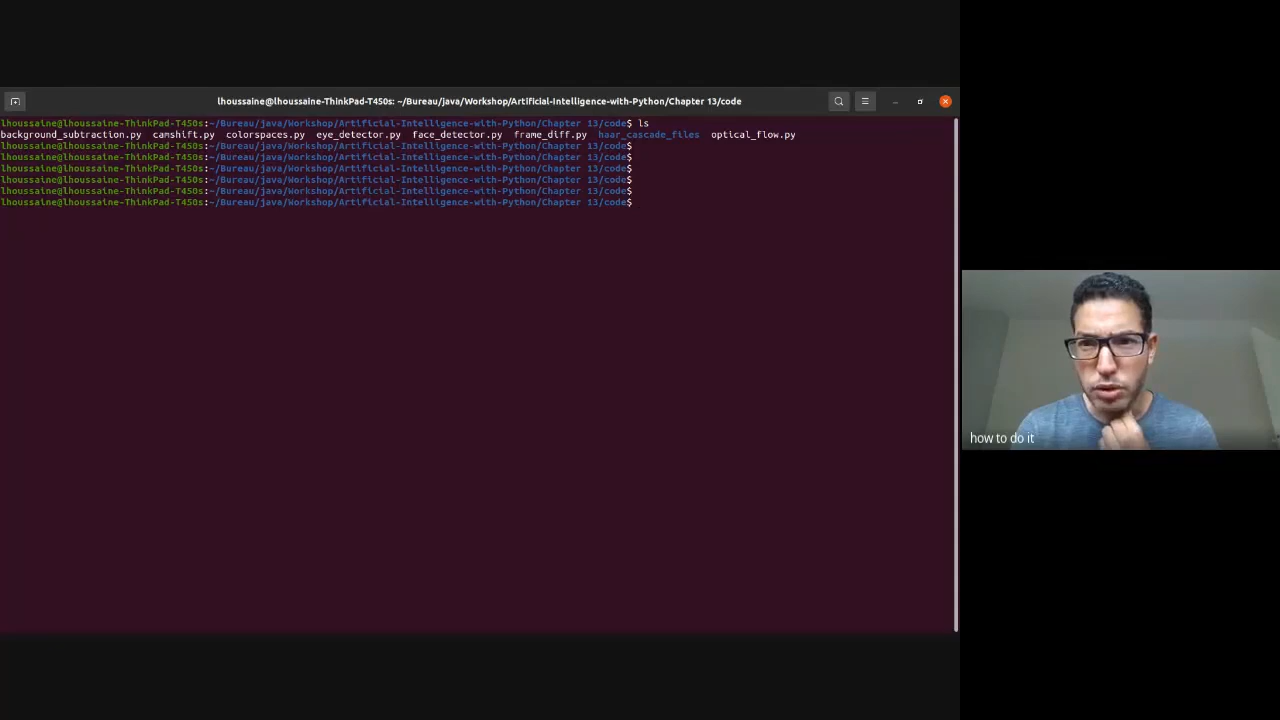 lhoussaine@lhoussaine-ThinkPad-T450s: ~/Bureau/java/Workshop/Artificial-Intelligence-with-Python/Chapter 13/code
lhoussaine@lhoussaine-ThinkPad-T450s:~/Bureau/java/Workshop/Artificial-Intelligence-with-Python/Chapter 13/code$ ls
background_subtraction.py camshift.py colorspaces.py eye_detector.py face_detector.py frame_diff.py haar_cascade_files optical_flow.py
lhoussaine@lhoussaine-ThinkPad-T450s:~/Bureau/java/Workshop/Artificial-Intelligence-with-Python/Chapter 13/code$
lhoussaine@lhoussaine-ThinkPad-T450s:~/Bureau/java/Workshop/Artificial-Intelligence-with-Python/Chapter 13/code$
lhoussaine@lhoussaine-ThinkPad-T450s:~/Bureau/java/Workshop/Artificial-Intelligence-with-Python/Chapter 13/code$
lhoussaine@lhoussaine-ThinkPad-T450s:~/Bureau/java/Workshop/Artificial-Intelligence-with-Python/Chapter 13/code$
lhoussaine@lhoussaine-ThinkPad-T450s:~/Bureau/java/Workshop/Artificial-Intelligence-with-Python/Chapter 13/code$
lhoussaine@lhoussaine-ThinkPad-T450s:~/Bureau/java/Workshop/Artificial-Intelligence-with-Python/Chapter 13/code$
how to do it